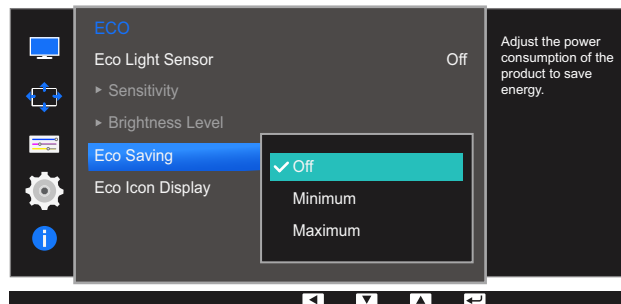 ECO
Eco Light Sensor Off
▸ Sensitivity
▸ Brightness Level
Eco Saving
Eco Icon Display
Off
Minimum
Maximum
Adjust the power
consumption of the
product to save
energy.